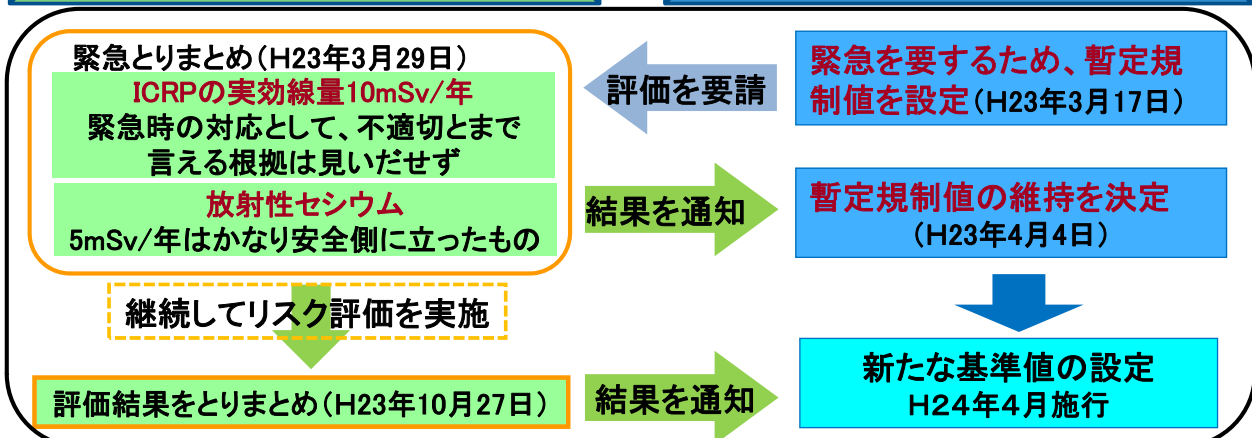 緊急とりまとめ(H23年3月29日)
ICRPの実効線量10mSv/年
緊急時の対応として、不適切とまで
言える根拠は見いだせず
放射性セシウム
5mSv/年はかなり安全側に立ったもの
評価を要請
緊急を要するため、暫定規
制値を設定(H23年3月17日)
結果を通知
暫定規制値の維持を決定
(H23年4月4日)
継続してリスク評価を実施
評価結果をとりまとめ(H23年10月27日)
結果を通知
新たな基準値の設定
H24年4月施行